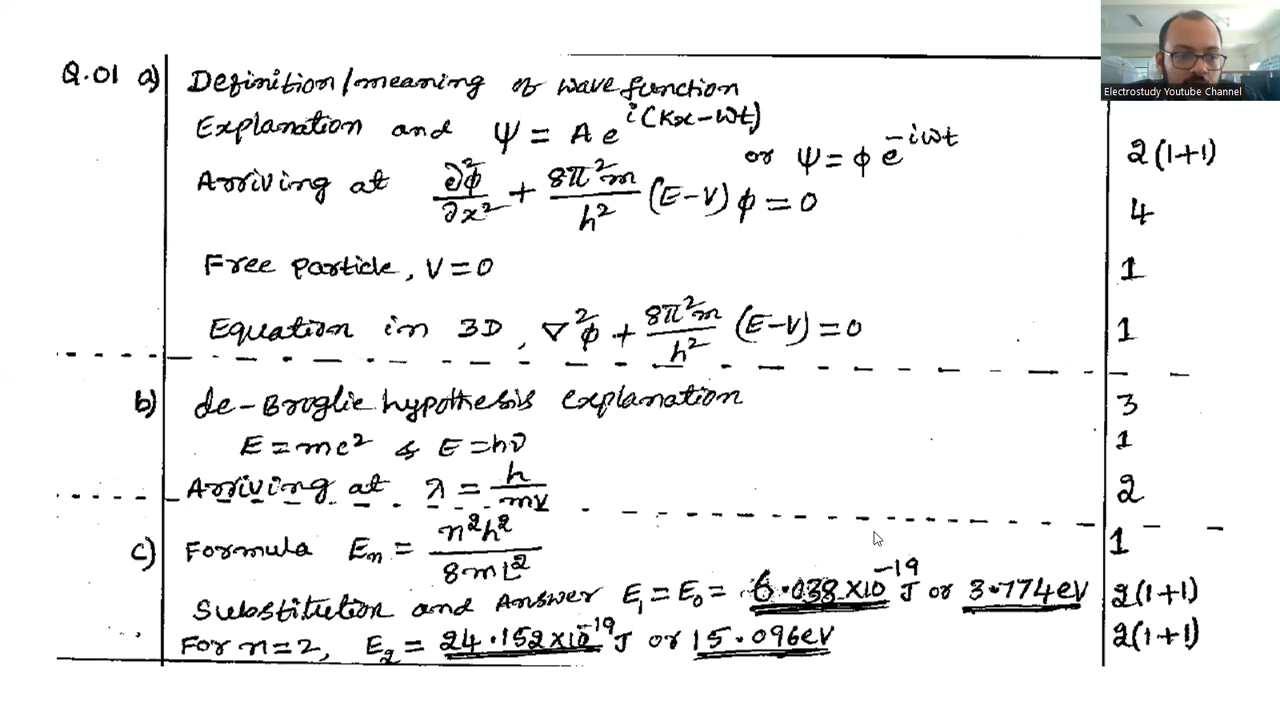 Electrostudy Youtube Channel
Q.01 a) Definition/meaning of wave function
Explanation and ψ = A e^{i(Kx-ωt)} or ψ = ϕ e^{-iωt} 2(1+1)
Arriving at ∂²ϕ/∂x² + 8π²m/h² (E-V) ϕ = 0 4
Free particle, V=0 1
Equation in 3D, ∇²ϕ + 8π²m/h² (E-V) = 0 1
b) de-Broglie hypothesis explanation 3
E = mc² & E = hν 1
Arriving at λ = h/mv 2
c) Formula En = n²h²/8mL² 1
Substitution and Answer E₁ = E₀ = 6.038 X10^{-19} J or 3.774eV 2(1+1)
For n=2, E₂ = 24.152 X10^{-19} J or 15.096eV 2(1+1)